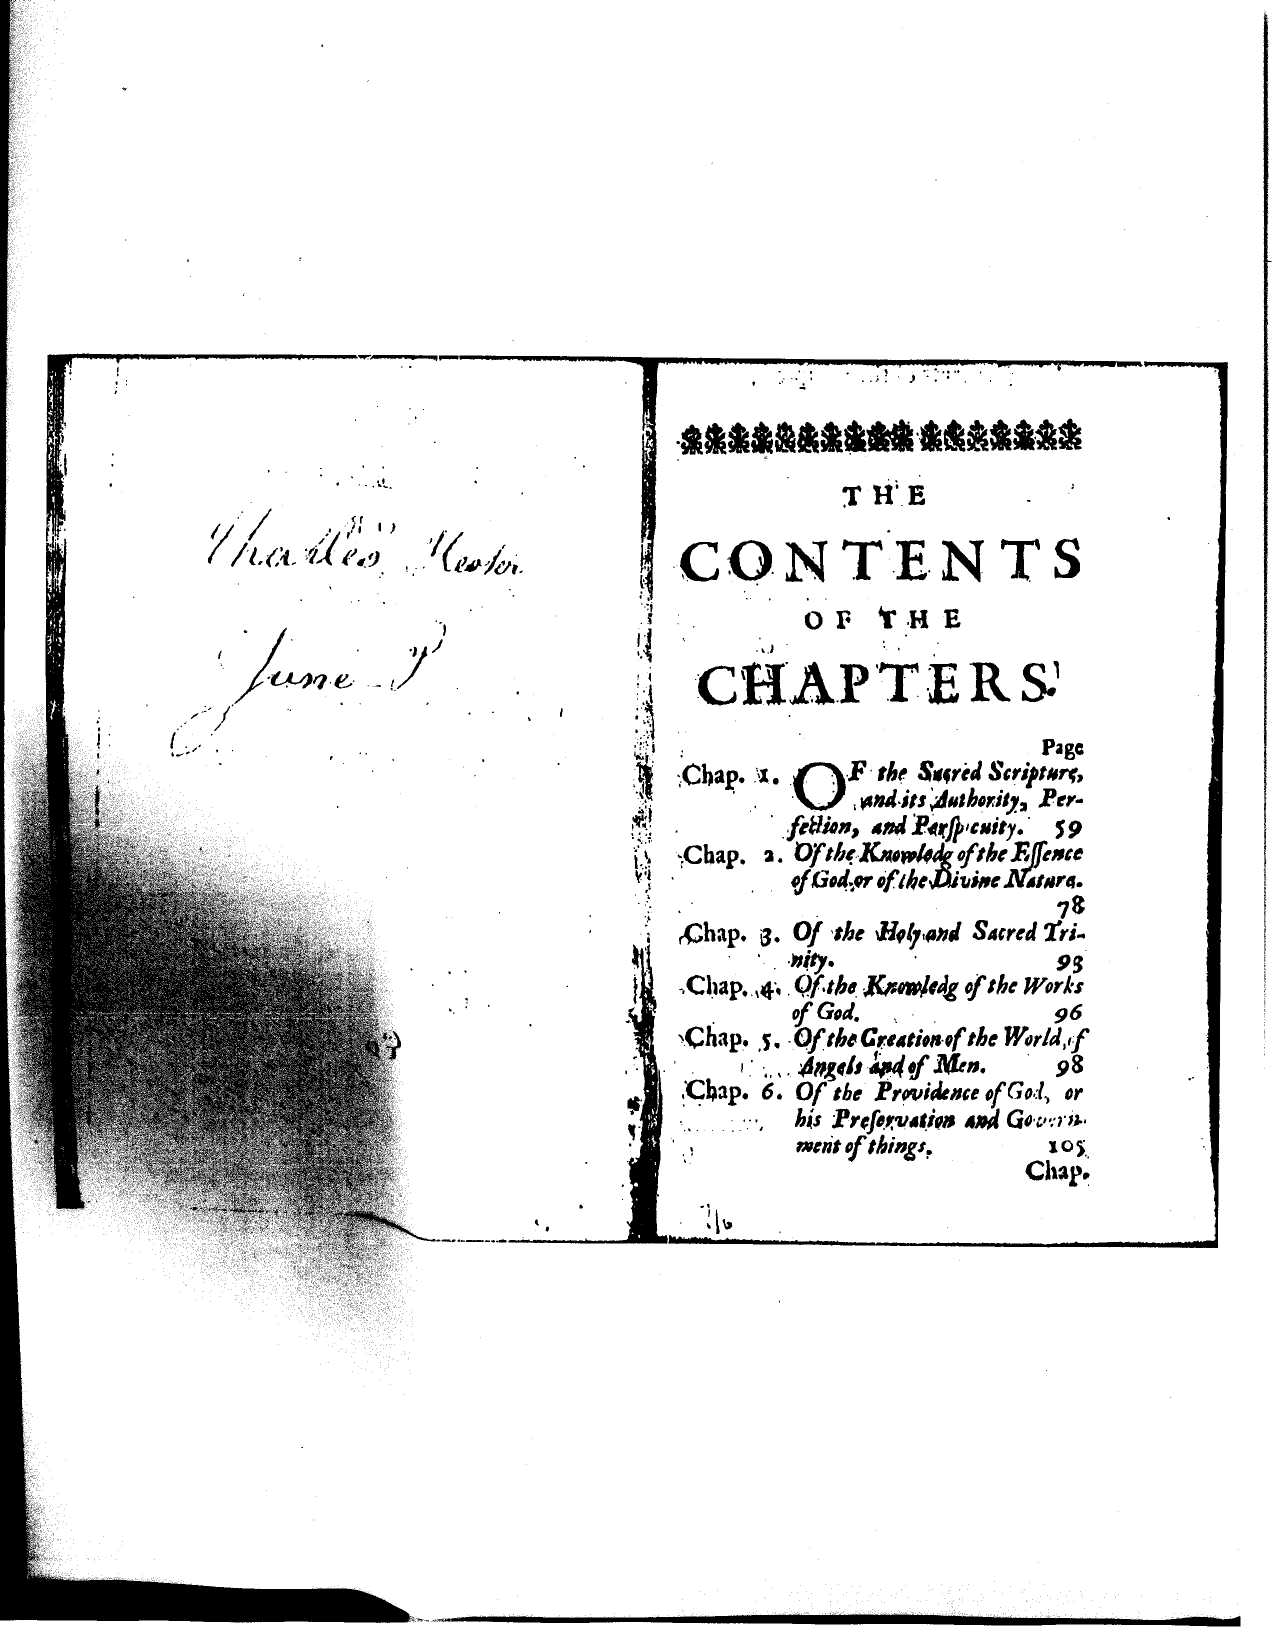 Charles
June
THE
CONTENTS
OF THE
CHAPTERS.
Page
Chap. 1. OF the Sacred Scripture,
and its Authority, Per-
fection, and Perſpicuity. 59
Chap. 2. Of the Knowledg of the Eſſence
of God, or of the Divine Nature.
78
Chap. 3. Of the Holy and Sacred Tri-
nity. 93
Chap. 4. Of the Knowledg of the Works
of God. 96
Chap. 5. Of the Creation of the World, of
Angels and of Men. 98
Chap. 6. Of the Providence of God, or
his Preſervation and Govern-
ment of things. 105
Chap.